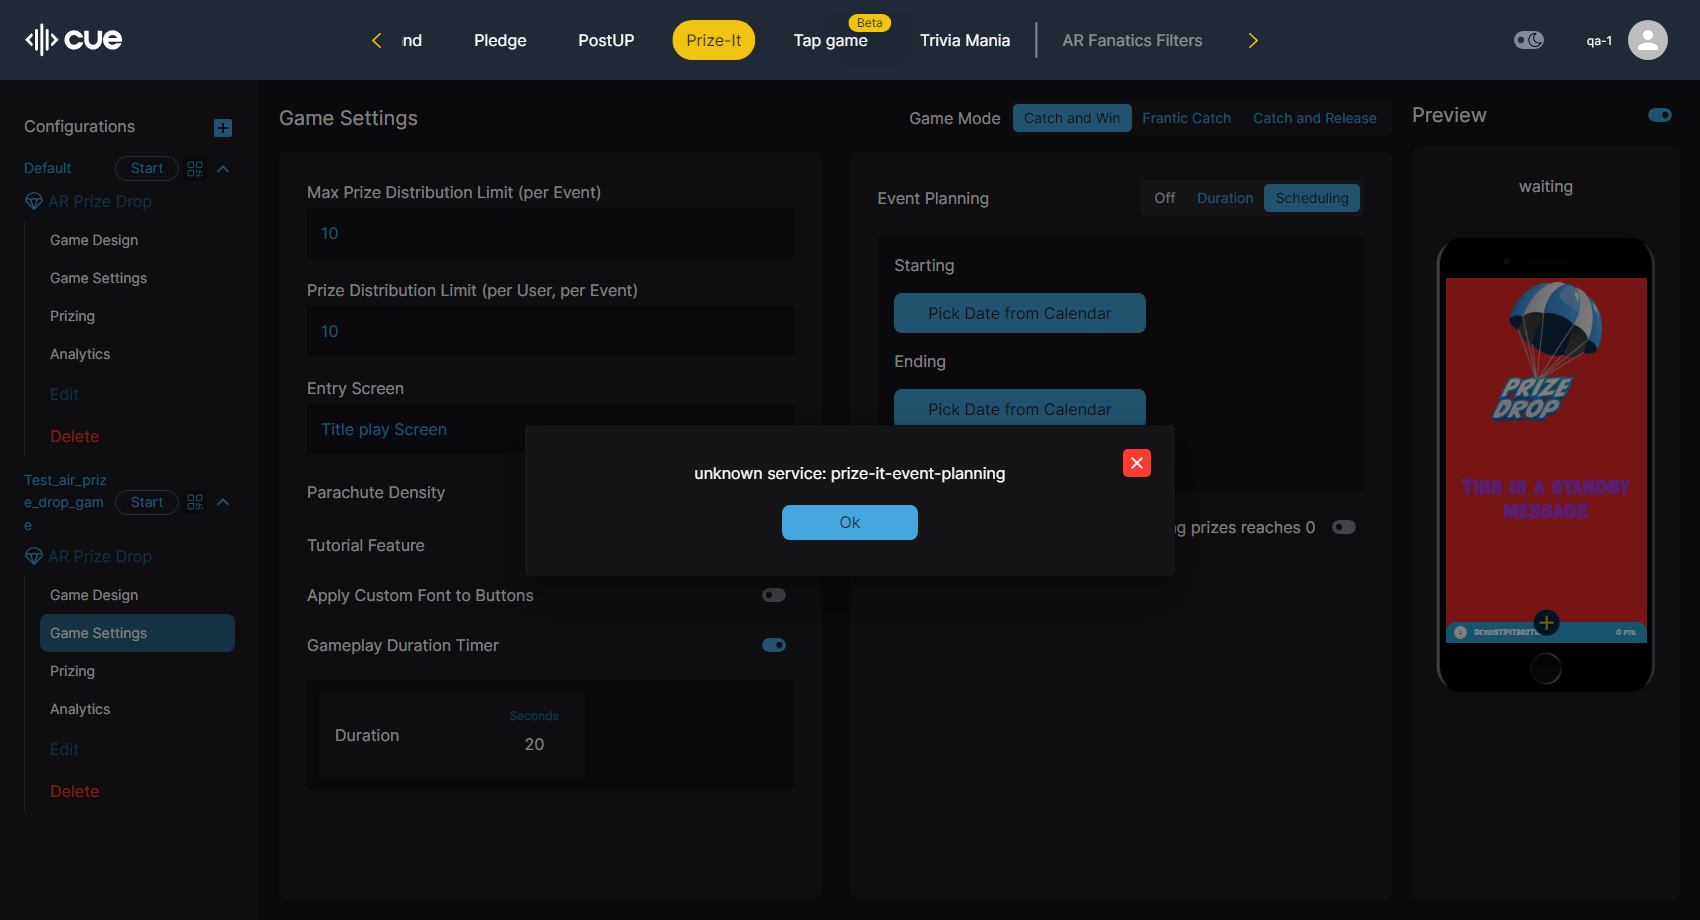 cue
nd
Pledge
PostUP
Prize-It
Beta
Tap game
Trivia Mania
AR Fanatics Filters
qa-1
Configurations
Default
Start
AR Prize Drop
Game Design
Game Settings
Prizing
Analytics
Edit
Delete
Test_air_priz
e_drop_gam
e
Start
AR Prize Drop
Game Design
Game Settings
Prizing
Analytics
Edit
Delete
Game Settings
Game Mode
Catch and Win
Frantic Catch
Catch and Release
Max Prize Distribution Limit (per Event)
10
Prize Distribution Limit (per User, per Event)
10
Entry Screen
Title play Screen
Parachute Density
Tutorial Feature
Apply Custom Font to Buttons
Gameplay Duration Timer
Duration
Seconds
20
Event Planning
Off
Duration
Scheduling
Starting
Pick Date from Calendar
Ending
Pick Date from Calendar
g prizes reaches 0
unknown service: prize-it-event-planning
Ok
Preview
waiting
PRIZE
DROP
THIS IS A STANDBY
MESSAGE
0 PTS.